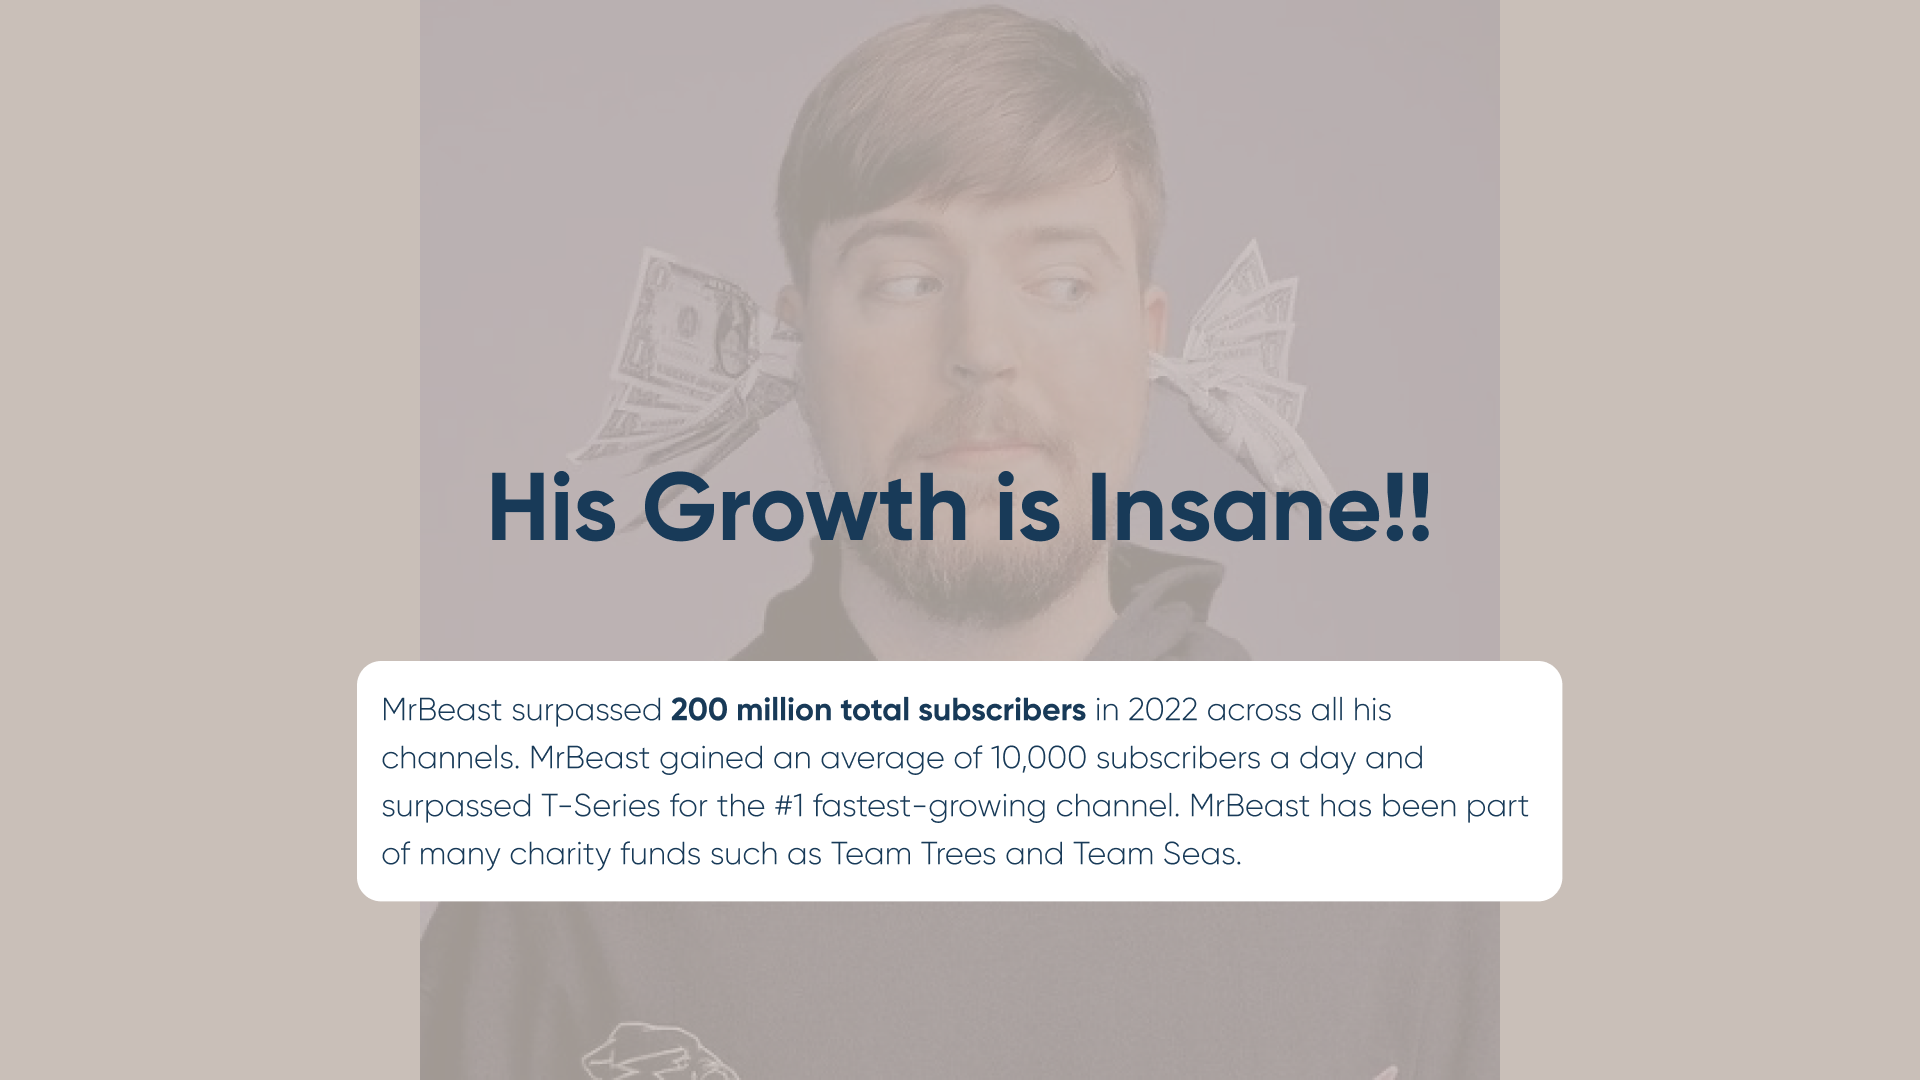 His Growth is Insane!!
MrBeast surpassed 200 million total subscribers in 2022 across all his
channels. MrBeast gained an average of 10,000 subscribers a day and
surpassed T-Series for the #1 fastest-growing channel. MrBeast has been part
of many charity funds such as Team Trees and Team Seas.